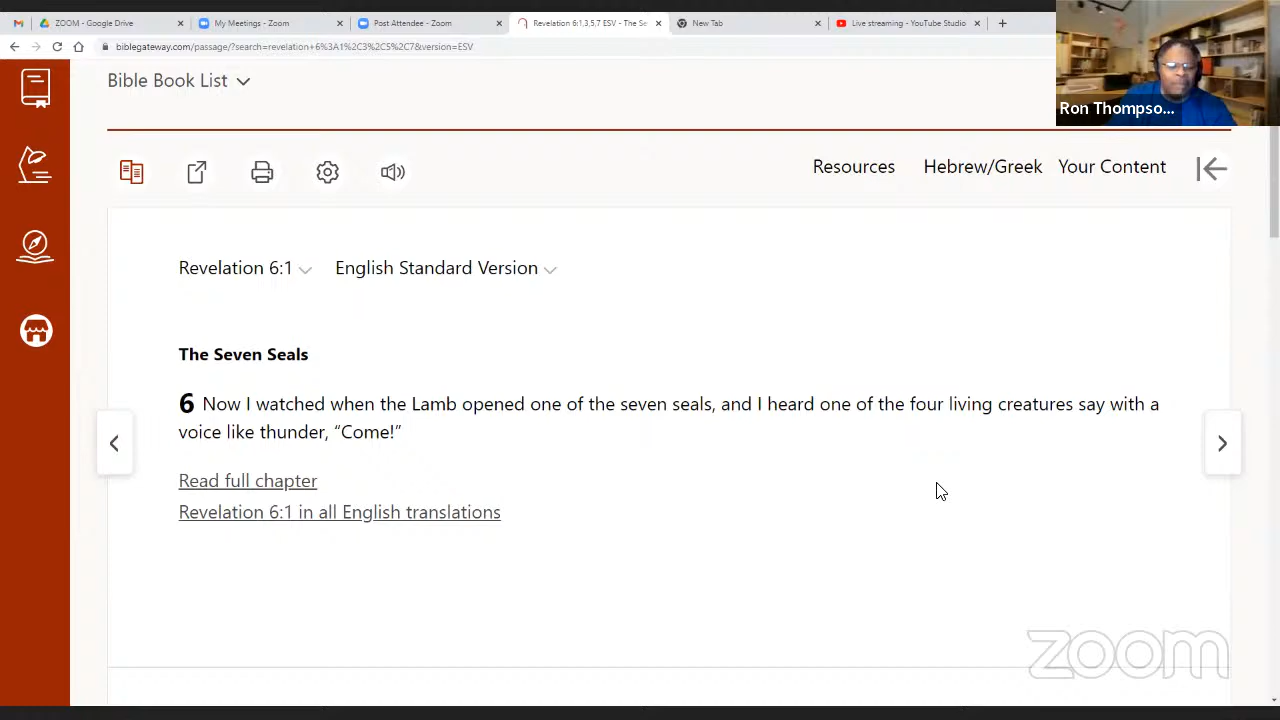 ZOOM - Google Drive
My Meetings - Zoom
Post Attendee - Zoom
Revelation 6:1,3,5,7 ESV - The Se
New Tab
Live streaming - YouTube Studio
biblegateway.com/passage/?search=revelation+6%3A1%2C3%2C5%2C7&version=ESV
Ron Thompso...
Bible Book List
Resources Hebrew/Greek Your Content
Revelation 6:1 English Standard Version
The Seven Seals
6 Now I watched when the Lamb opened one of the seven seals, and I heard one of the four living creatures say with a
voice like thunder, “Come!”
Read full chapter
Revelation 6:1 in all English translations
zoom